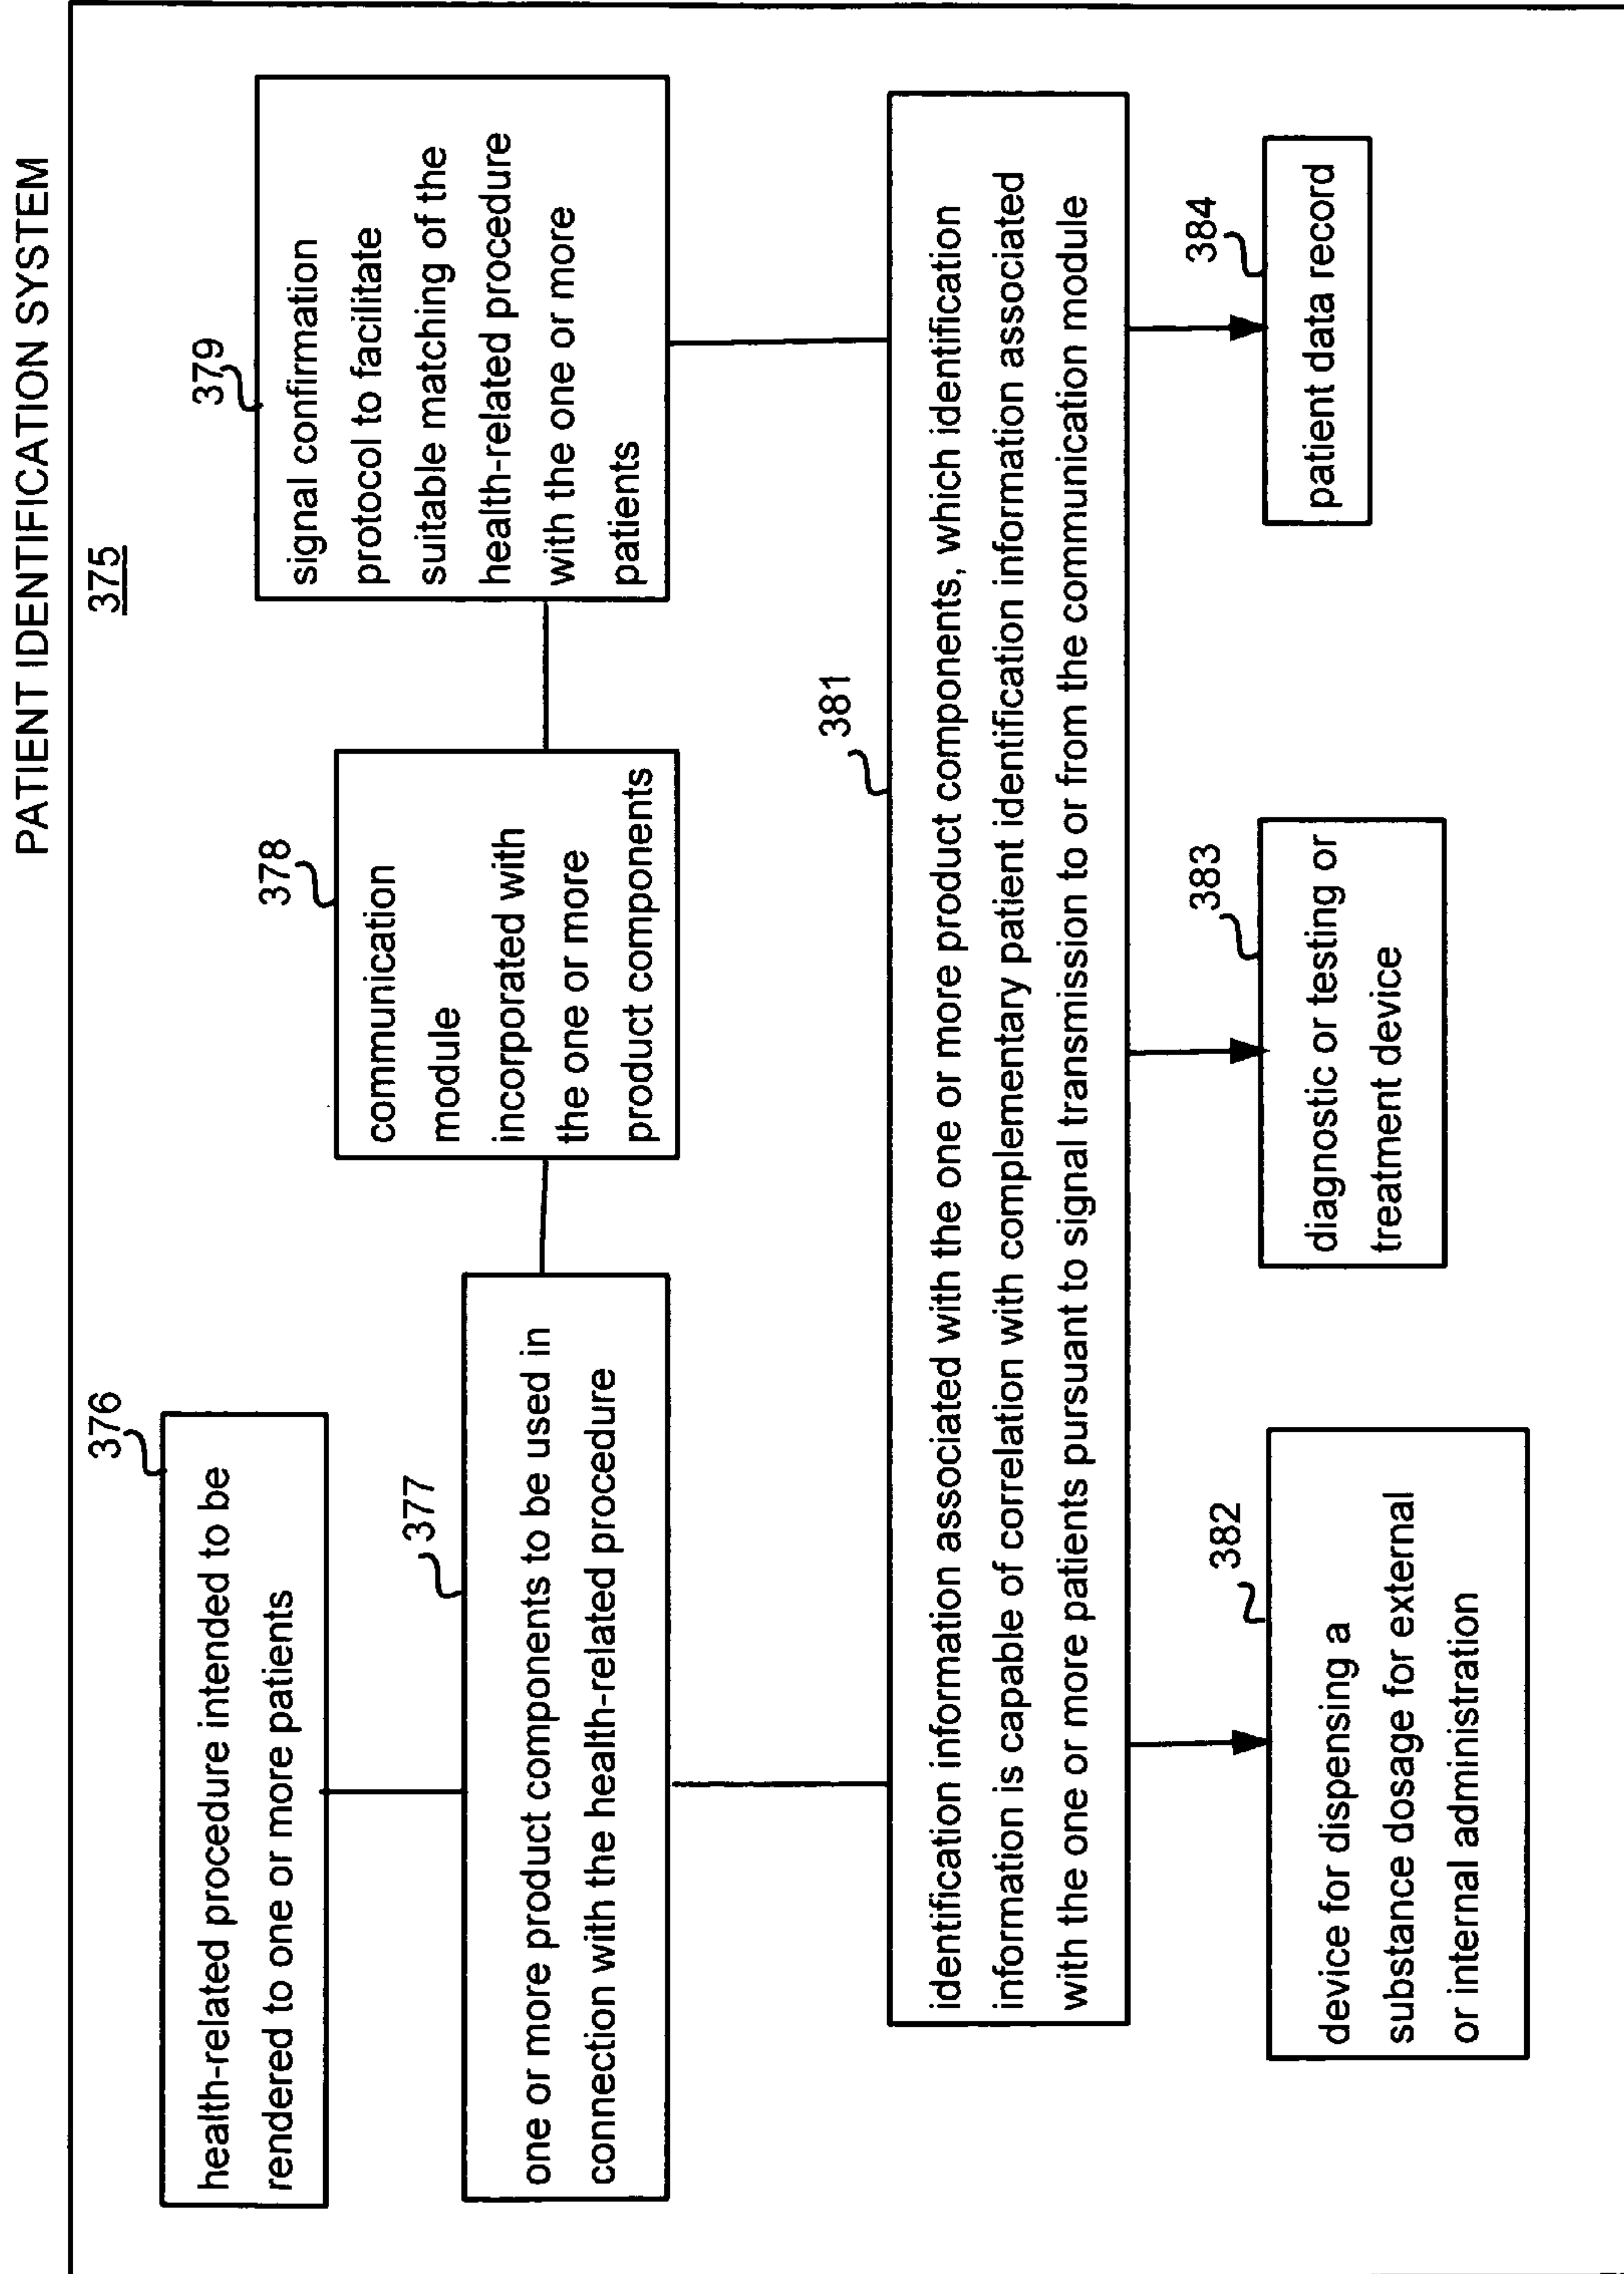 PATIENT IDENTIFICATION SYSTEM
375
376
health-related procedure intended to be
rendered to one or more patients
377
one or more product components to be used in
connection with the health-related procedure
378
communication
module
incorporated with
the one or more
product components
379
signal confirmation
protocol to facilitate
suitable matching of the
health-related procedure
with the one or more
patients
381
identification information associated with the one or more product components, which identification
information is capable of correlation with complementary patient identification information associated
with the one or more patients pursuant to signal transmission to or from the communication module
382
device for dispensing a
substance dosage for external
or internal administration
383
diagnostic or testing or
treatment device
384
patient data record